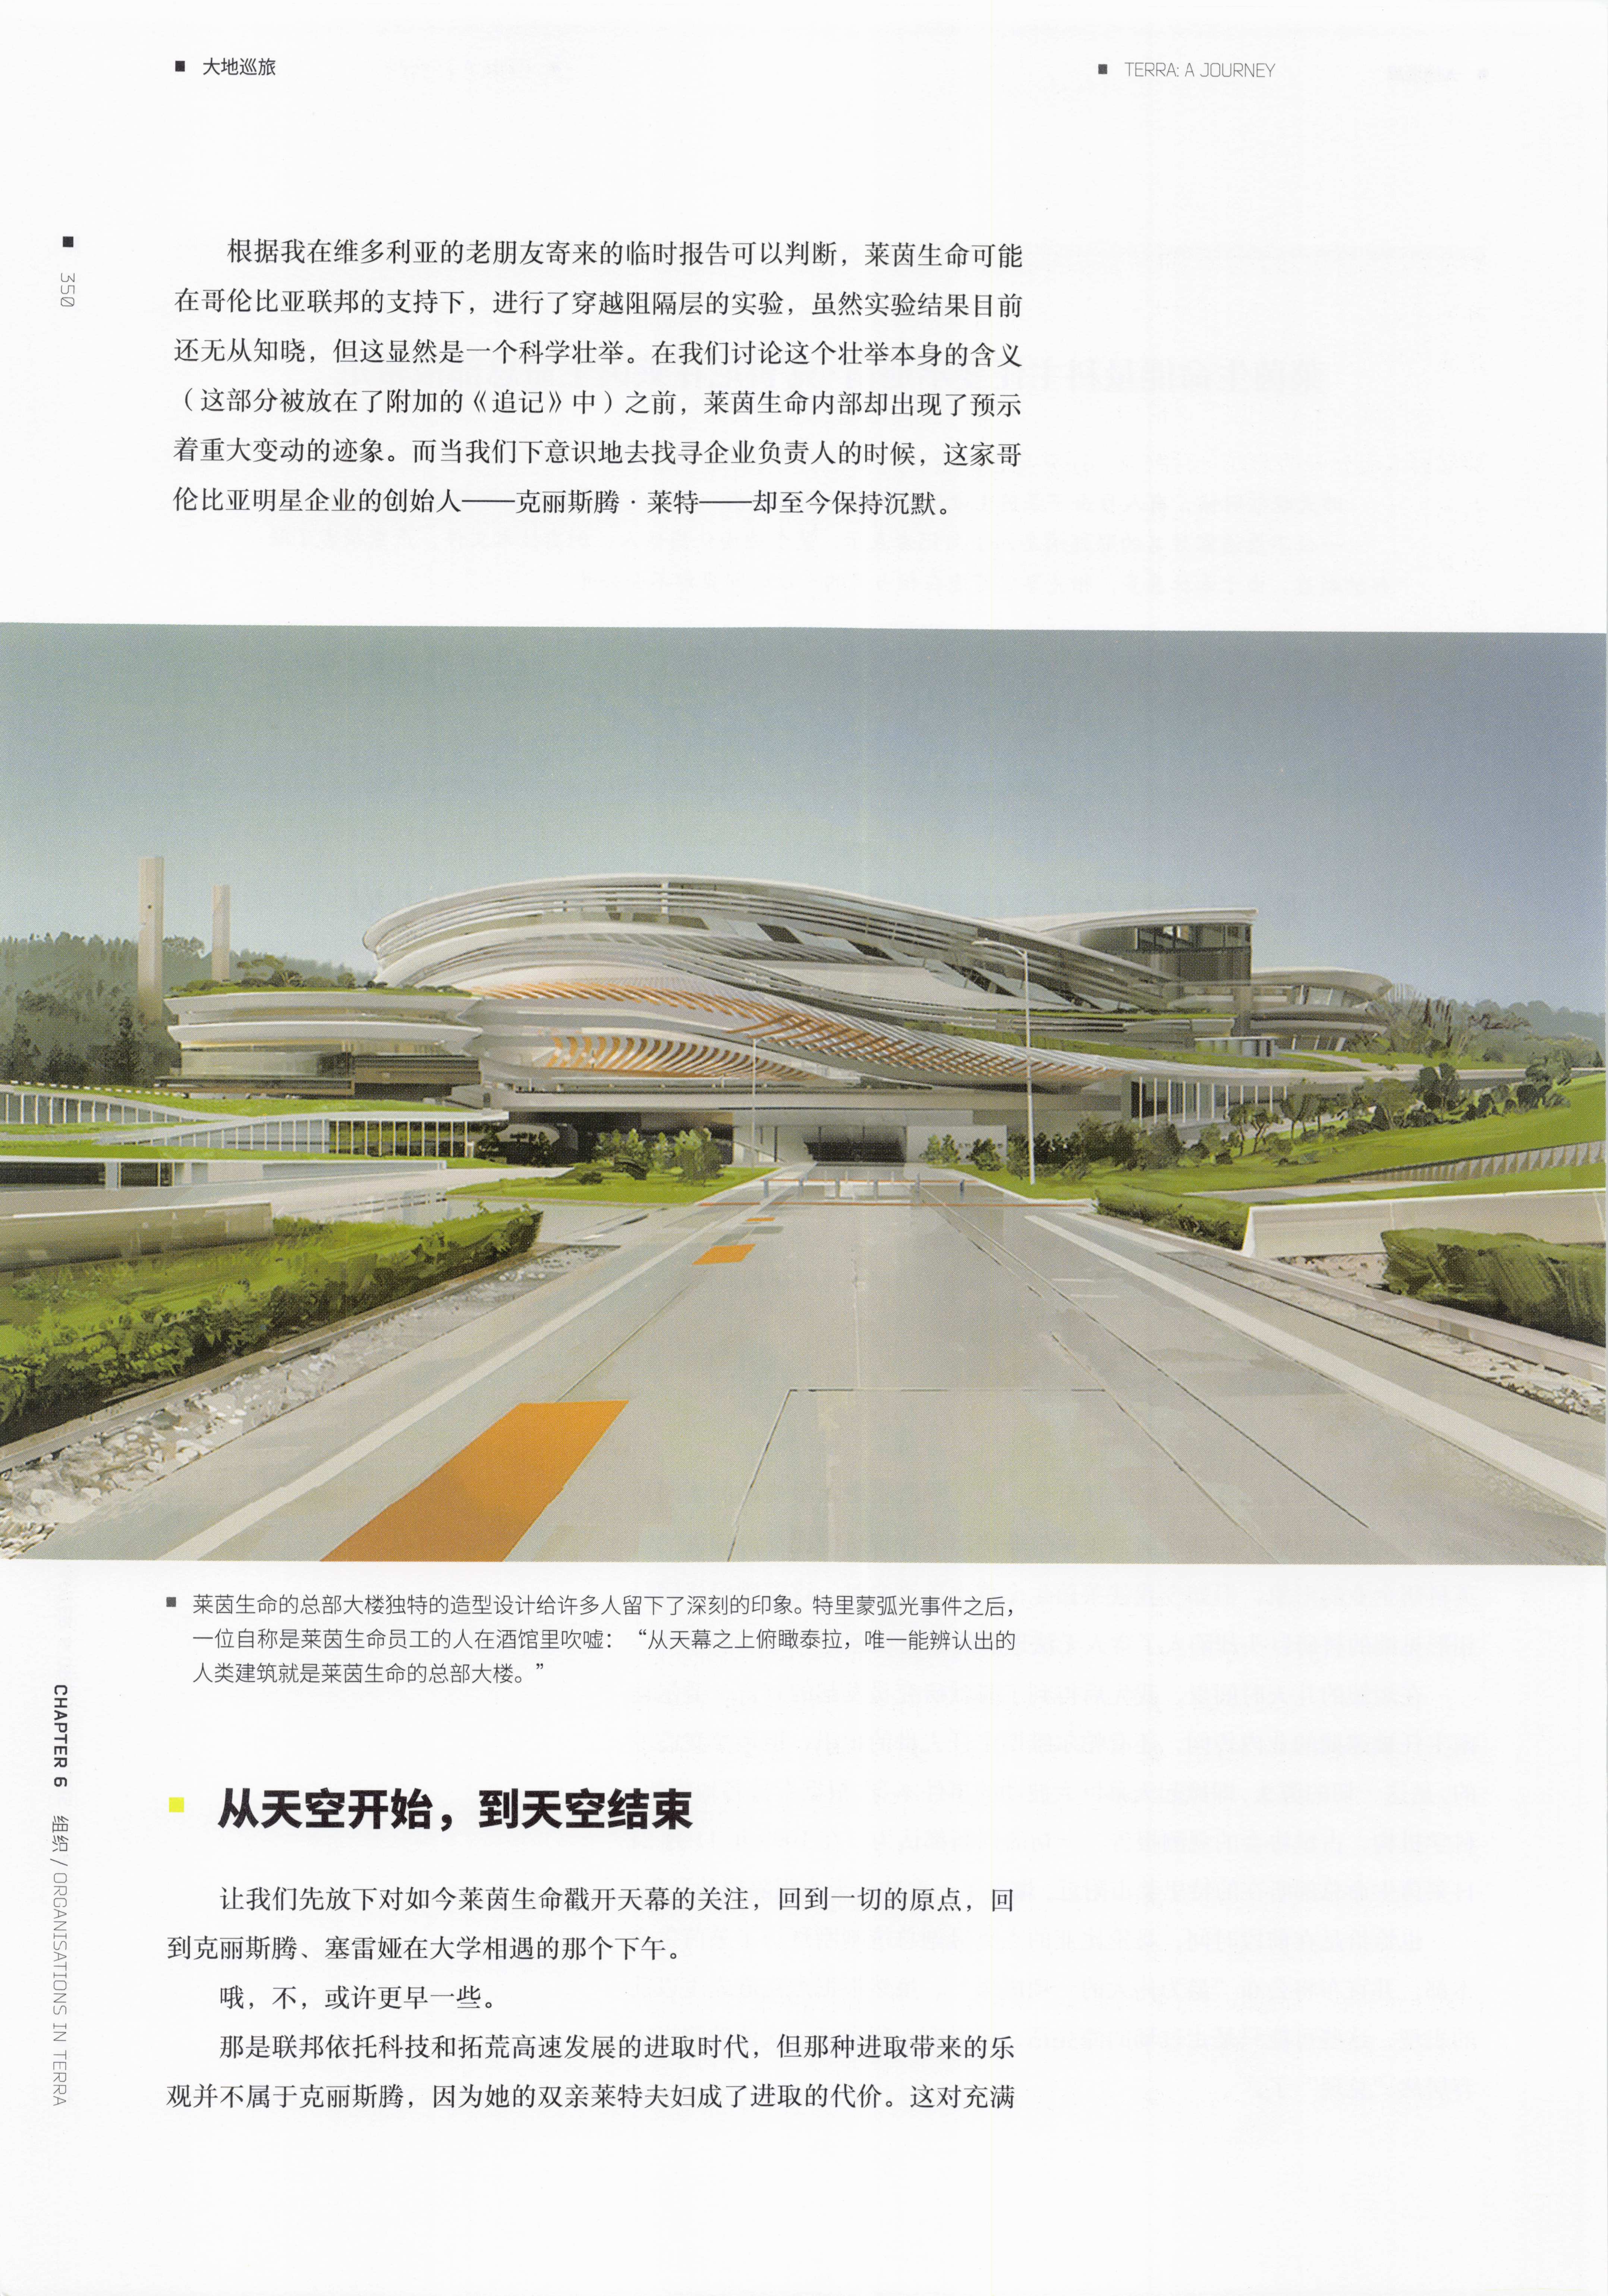 大地巡旅
TERRA: A JOURNEY
350
根据我在维多利亚的老朋友寄来的临时报告可以判断，莱茵生命可能
在哥伦比亚联邦的支持下，进行了穿越阻隔层的实验，虽然实验结果目前
还无从知晓，但这显然是一个科学壮举。在我们讨论这个壮举本身的含义
（这部分被放在了附加的《追记》中）之前，莱茵生命内部却出现了预示
着重大变动的迹象。而当我们下意识地去找寻企业负责人的时候，这家哥
伦比亚明星企业的创始人——克丽斯腾·莱特——却至今保持沉默。
莱茵生命的总部大楼独特的造型设计给许多人留下了深刻的印象。特里蒙弧光事件之后，
一位自称是莱茵生命员工的人在酒馆里吹嘘：“从天幕之上俯瞰泰拉，唯一能辨认出的
人类建筑就是莱茵生命的总部大楼。”
从天空开始，到天空结束
让我们先放下对如今莱茵生命戳开天幕的关注，回到一切的原点，回
到克丽斯腾、塞雷娅在大学相遇的那个下午。
哦，不，或许更早一些。
那是联邦依托科技和拓荒高速发展的进取时代，但那种进取带来的乐
观并不属于克丽斯腾，因为她的双亲莱特夫妇成了进取的代价。这对充满
CHAPTER 6 组织 / ORGANISATIONS IN TERRA